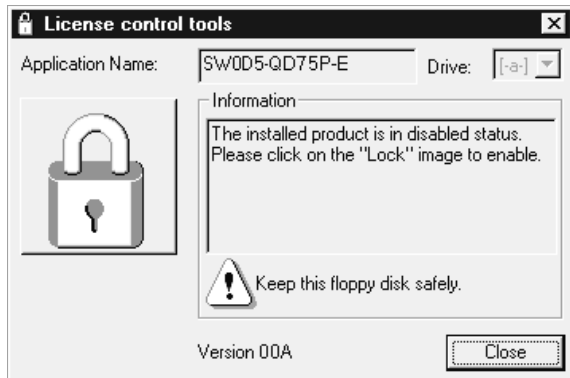 License control tools
Application Name: SW0D5-QD75P-E Drive: [-a-]
Information
The installed product is in disabled status.
Please click on the "Lock" image to enable.
Keep this floppy disk safely.
Version 00A Close